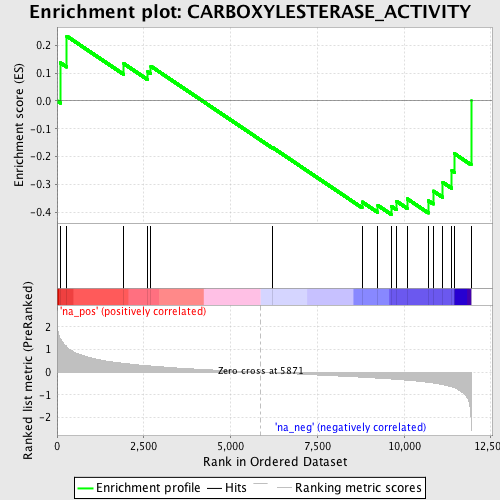 Enrichment plot: CARBOXYLESTERASE_ACTIVITY
Enrichment score (ES)
0.2
0.1
0.0
-0.1
-0.2
-0.3
-0.4
'na_pos' (positively correlated)
Ranked list metric (PreRanked)
2
1
0
-1
-2
Zero cross at 5871
'na_neg' (negatively correlated)
0
2,500
5,000
7,500
10,000
12,500
Rank in Ordered Dataset
Enrichment profile
Hits
Ranking metric scores